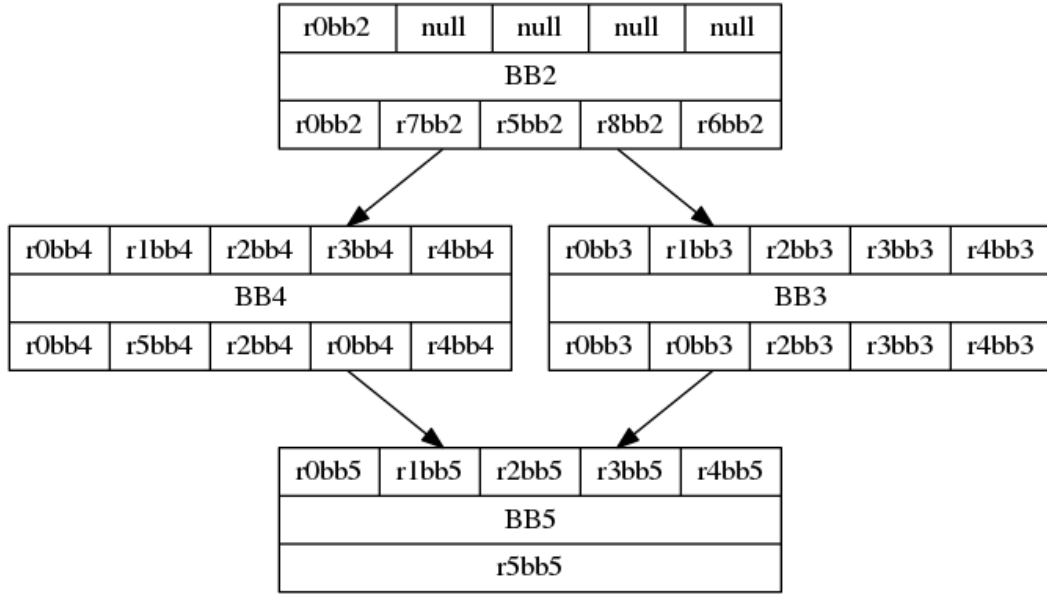 r0bb2 null null null null
BB2
r0bb2 r7bb2 r5bb2 r8bb2 r6bb2
r0bb4 r1bb4 r2bb4 r3bb4 r4bb4
BB4
r0bb4 r5bb4 r2bb4 r0bb4 r4bb4
r0bb3 r1bb3 r2bb3 r3bb3 r4bb3
BB3
r0bb3 r0bb3 r2bb3 r3bb3 r4bb3
r0bb5 r1bb5 r2bb5 r3bb5 r4bb5
BB5
r5bb5